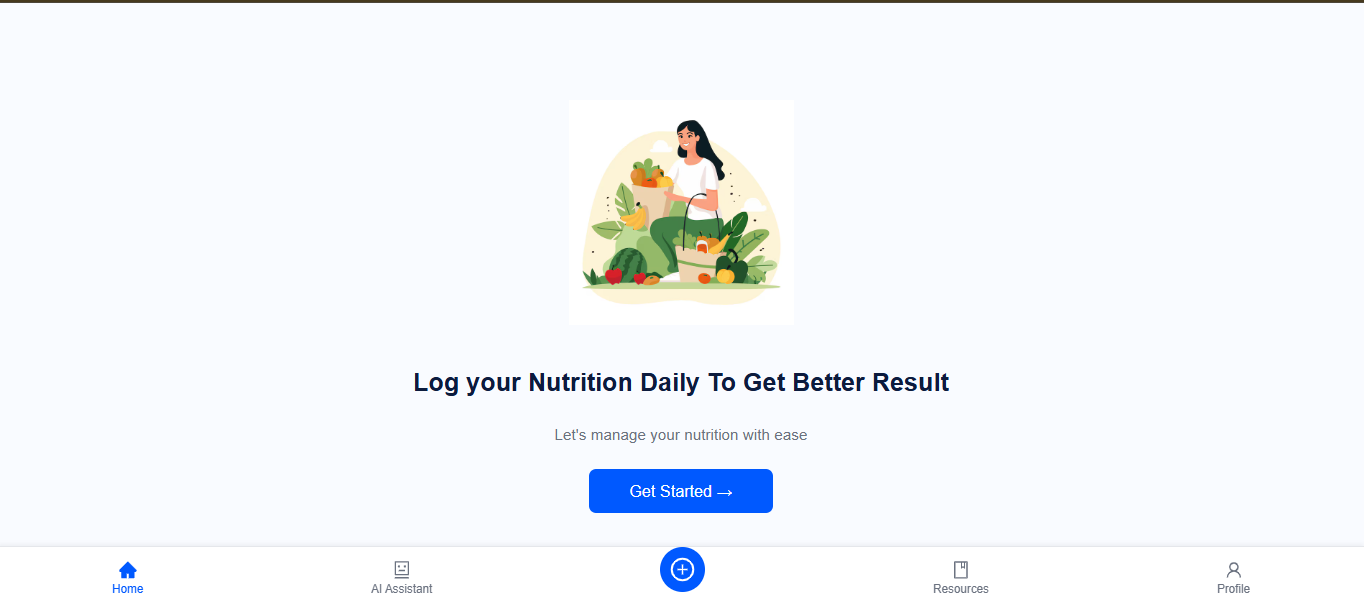 Log your Nutrition Daily To Get Better Result
Let's manage your nutrition with ease
Get Started →
Home
AI Assistant
Resources
Profile